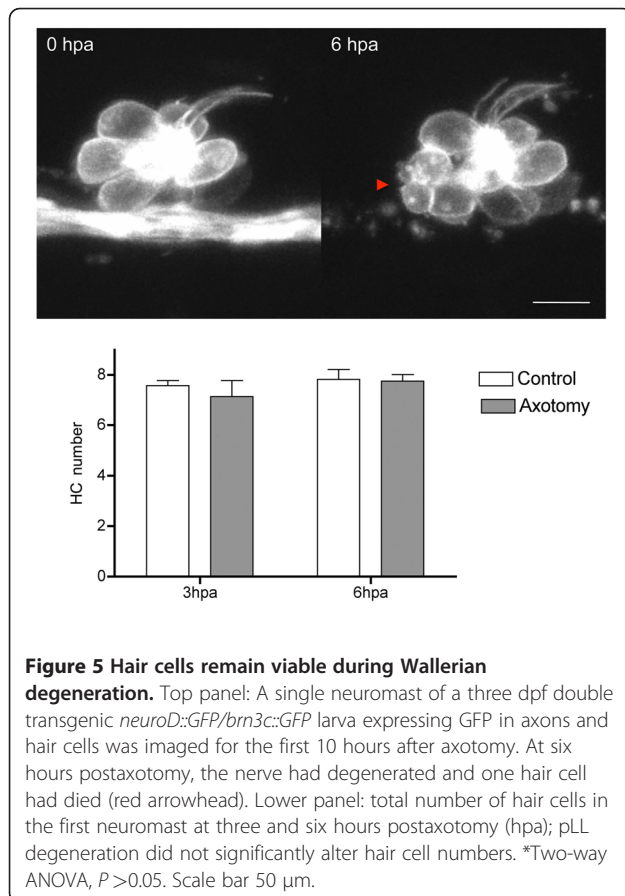 0 hpa
6 hpa
8
6
4
2
0
HC number
Control
Axotomy
3hpa
6hpa
Figure 5 Hair cells remain viable during Wallerian
degeneration. Top panel: A single neuromast of a three dpf double
transgenic neuroD::GFP/brn3c::GFP larva expressing GFP in axons and
hair cells was imaged for the first 10 hours after axotomy. At six
hours postaxotomy, the nerve had degenerated and one hair cell
had died (red arrowhead). Lower panel: total number of hair cells in
the first neuromast at three and six hours postaxotomy (hpa); pLL
degeneration did not significantly alter hair cell numbers. *Two-way
ANOVA, P >0.05. Scale bar 50 μm.